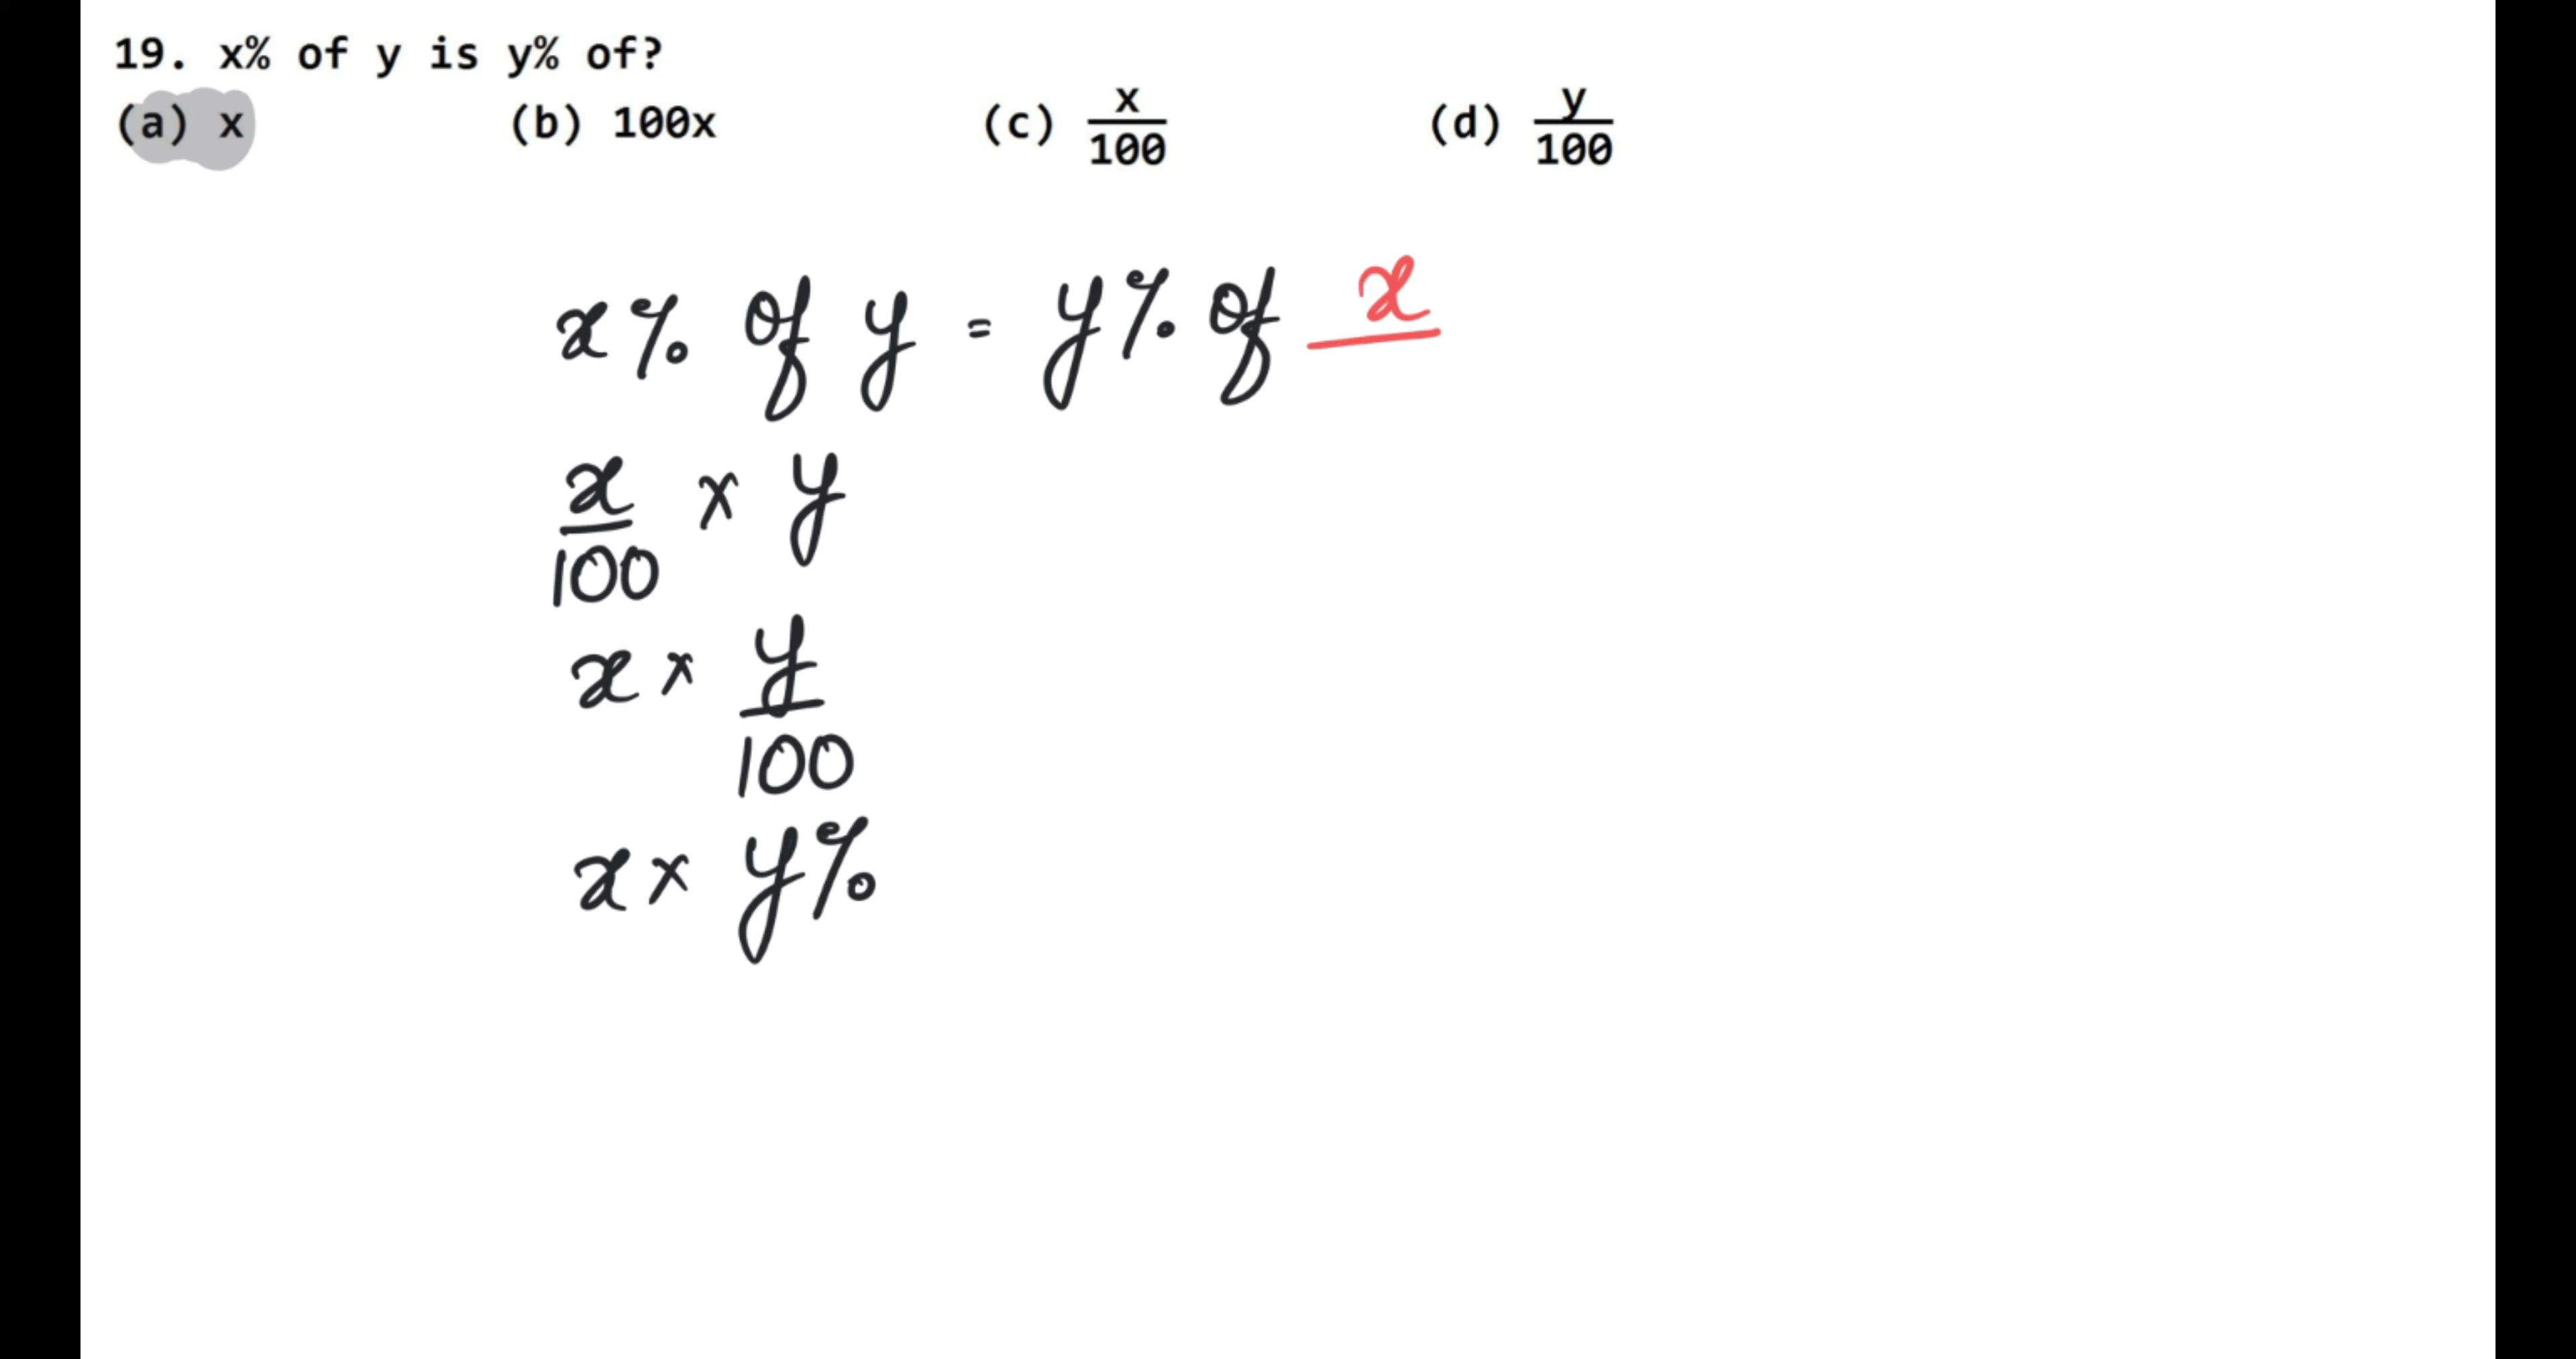 19. x% of y is y% of?
(a) x (b) 100x (c) x/100 (d) y/100
x% of y = y% of x
x/100 × y
x × y/100
x × y%